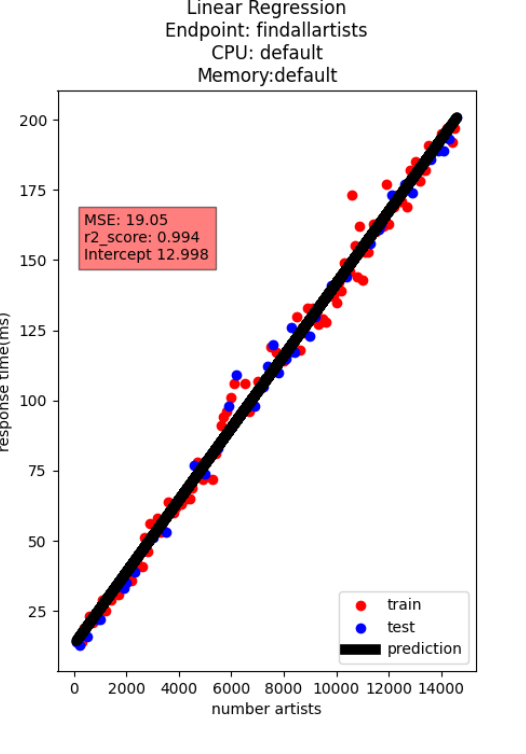 Linear Regression
Endpoint: findallartists
CPU: default
Memory:default
200
175
150
125
100
75
50
25
MSE: 19.05
r2_score: 0.994
Intercept 12.998
response time(ms)
train
test
prediction
0 2000 4000 6000 8000 10000 12000 14000
number artists